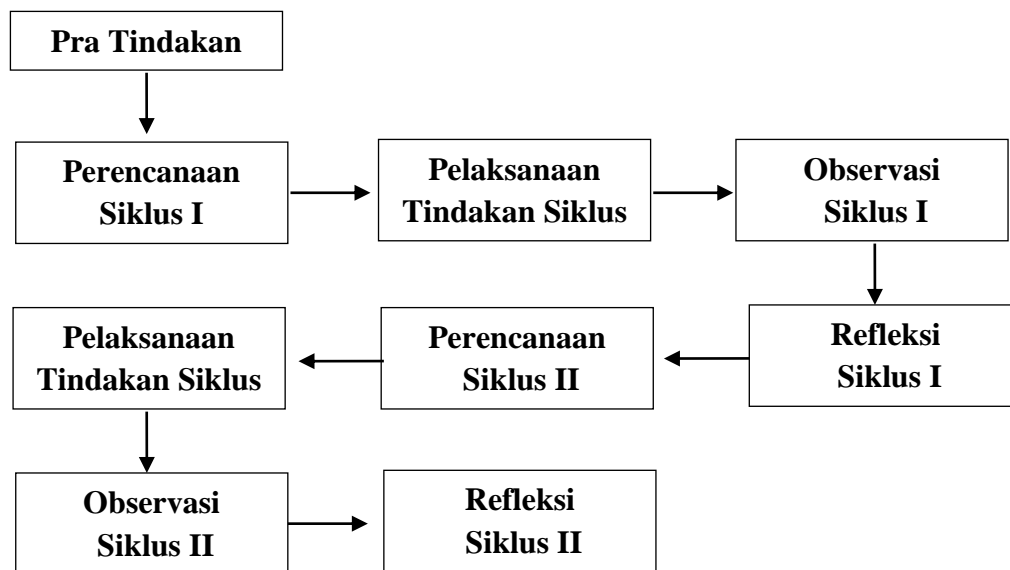 Pra Tindakan
Perencanaan
Siklus I
Pelaksanaan
Tindakan Siklus
Observasi
Siklus I
Refleksi
Siklus I
Perencanaan
Siklus II
Pelaksanaan
Tindakan Siklus
Observasi
Siklus II
Refleksi
Siklus II